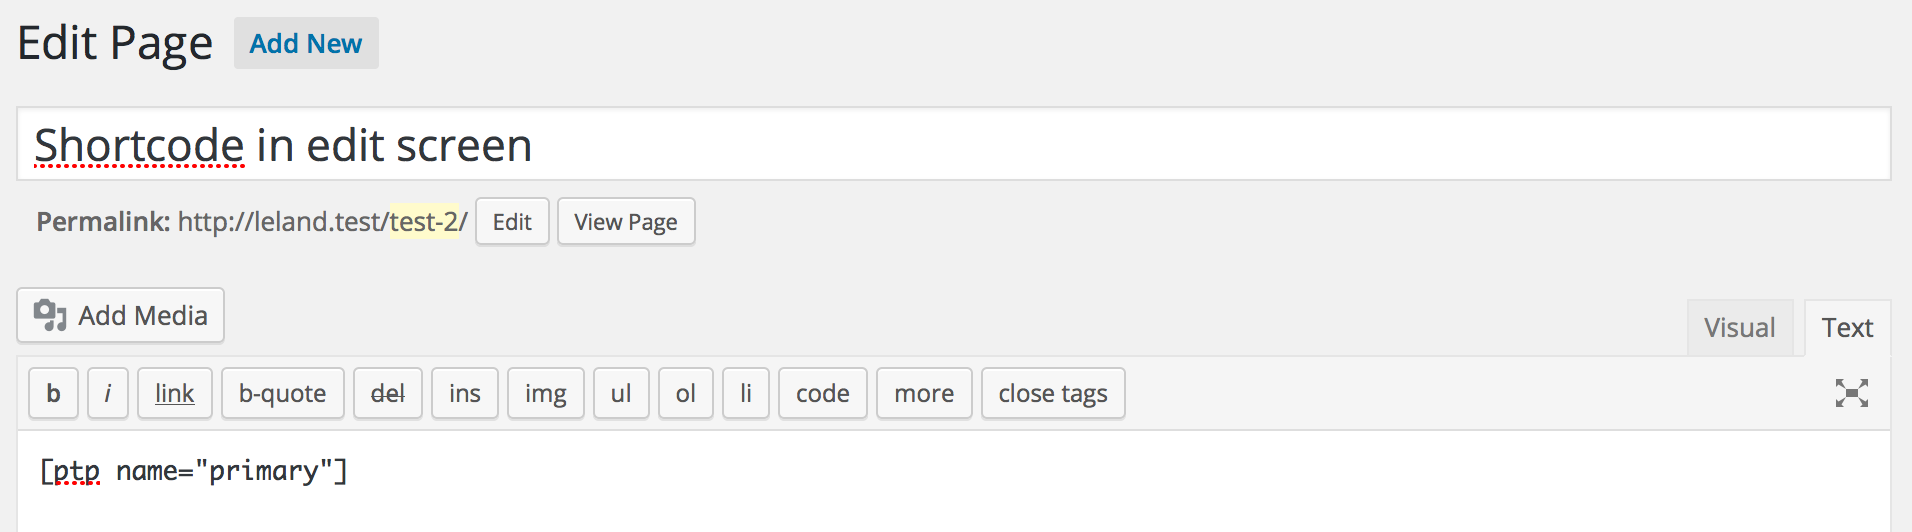 Edit Page Add New
Shortcode in edit screen
Permalink: http://leland.test/test-2/ Edit View Page
Add Media Visual Text
b i link b-quote del ins img ul ol li code more close tags
[ptp name="primary"]